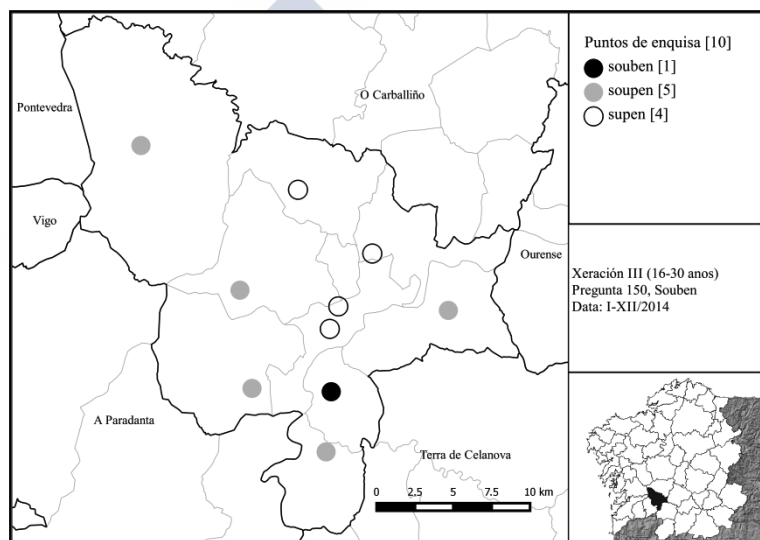 Pontevedra
O Carballiño
Vigo
Ourense
A Paradanta
Terra de Celanova
0 2,5 5 7,5 10 km
Puntos de enquisa [10]
souben [1]
soupen [5]
supen [4]
Xeración III (16-30 anos)
Pregunta 150, Souben
Data: I-XII/2014